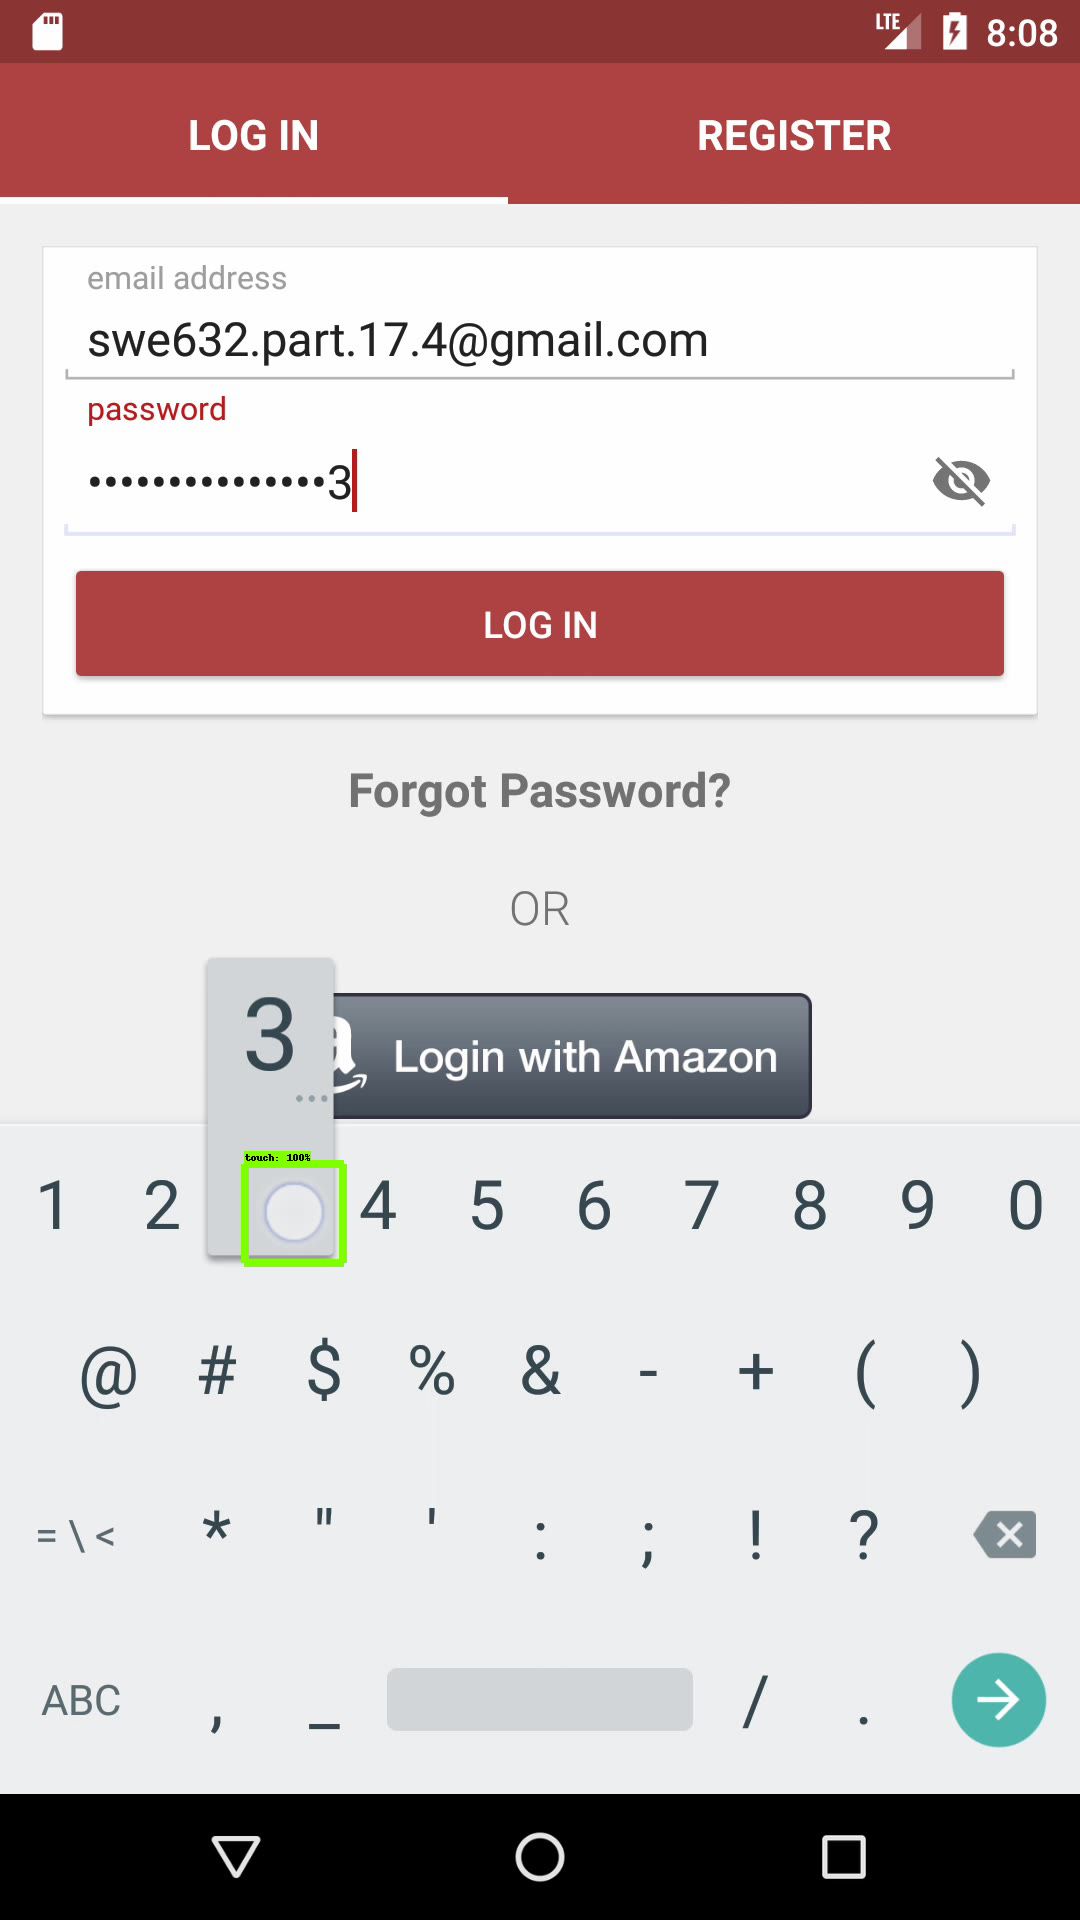 LTE 8:08
LOG IN REGISTER
email address
swe632.part.17.4@gmail.com
password
•••••••••••••••3
LOG IN
Forgot Password?
OR
3
...
Login with Amazon
touch: 100%
1 2 4 5 6 7 8 9 0
@ # $ % & - + ( )
= \ < * " ' : ; ! ?
ABC , _ / .